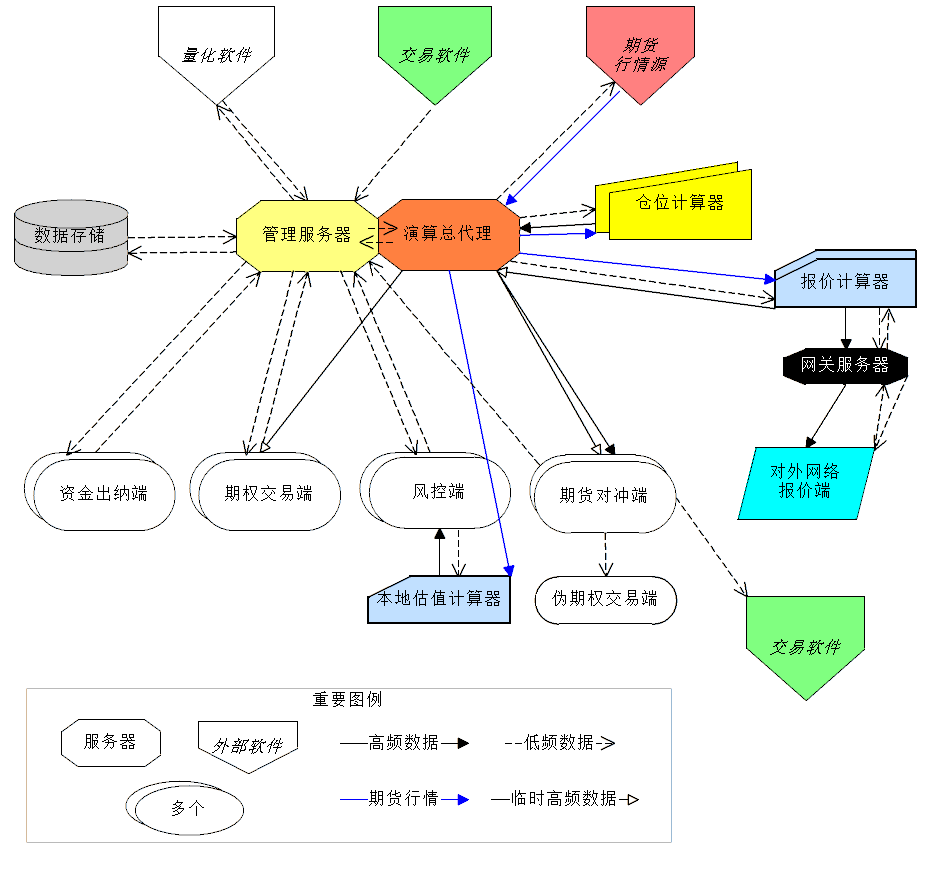 量化软件
交易软件
期货
行情源
数据存储
管理服务器
演算总代理
仓位计算器
报价计算器
网关服务器
资金出纳端
期权交易端
风控端
期货对冲端
对外网络
报价端
本地估值计算器
伪期权交易端
交易软件
重要图例
服务器
外部软件
高频数据
低频数据
多个
期货行情
临时高频数据